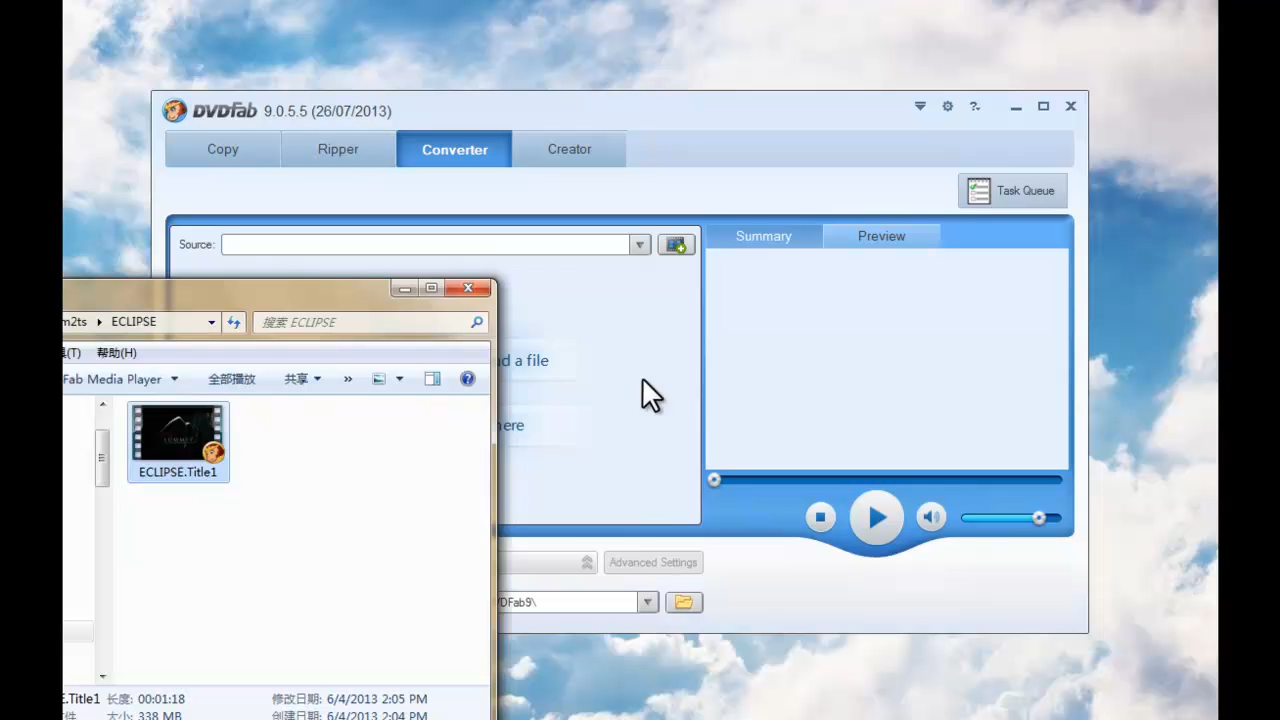 DVDFab 9.0.5.5 (26/07/2013)
Copy Ripper Converter Creator
Task Queue
Source:
Summary Preview
m2ts ECLIPSE
搜索 ECLIPSE
(T) 帮助(H)
d a file
Fab Media Player 全部播放 共享 »
here
SUMMIT
ECLIPSE.Title1
Advanced Settings
DFab9\
E.Title1 长度: 00:01:18 修改日期: 6/4/2013 2:05 PM
大小: 338 MB 创建日期: 6/4/2013 2:04 PM